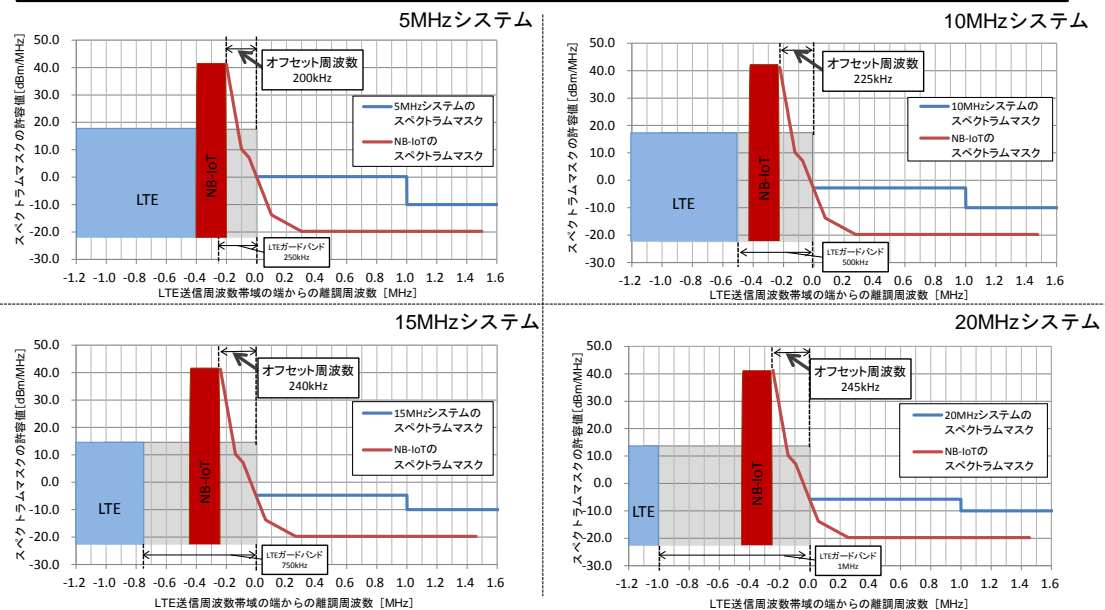 5MHzシステム
スペクトラムマスクの許容値[dBm/MHz]
50.0
40.0
30.0
20.0
10.0
0.0
-10.0
-20.0
-30.0
オフセット周波数
200kHz
5MHzシステムの
スペクトラムマスク
NB-IoTの
スペクトラムマスク
LTE
NB-IoT
LTEガードバンド
250kHz
-1.2 -1.0 -0.8 -0.6 -0.4 -0.2 0.0 0.2 0.4 0.6 0.8 1.0 1.2 1.4 1.6
LTE送信周波数帯域の端からの離調周波数 [MHz]
10MHzシステム
スペクトラムマスクの許容値[dBm/MHz]
50.0
40.0
30.0
20.0
10.0
0.0
-10.0
-20.0
-30.0
オフセット周波数
225kHz
10MHzシステムの
スペクトラムマスク
NB-IoTの
スペクトラムマスク
LTE
NB-IoT
LTEガードバンド
500kHz
-1.2 -1.0 -0.8 -0.6 -0.4 -0.2 0.0 0.2 0.4 0.6 0.8 1.0 1.2 1.4 1.6
LTE送信周波数帯域の端からの離調周波数 [MHz]
15MHzシステム
スペクトラムマスクの許容値[dBm/MHz]
50.0
40.0
30.0
20.0
10.0
0.0
-10.0
-20.0
-30.0
オフセット周波数
240kHz
15MHzシステムの
スペクトラムマスク
NB-IoTの
スペクトラムマスク
LTE
NB-IoT
LTEガードバンド
750kHz
-1.2 -1.0 -0.8 -0.6 -0.4 -0.2 0.0 0.2 0.4 0.6 0.8 1.0 1.2 1.4 1.6
LTE送信周波数帯域の端からの離調周波数 [MHz]
20MHzシステム
スペクトラムマスクの許容値[dBm/MHz]
50.0
40.0
30.0
20.0
10.0
0.0
-10.0
-20.0
-30.0
オフセット周波数
245kHz
20MHzシステムの
スペクトラムマスク
NB-IoTの
スペクトラムマスク
LTE
NB-IoT
LTEガードバンド
1MHz
-1.2 -1.0 -0.8 -0.6 -0.4 -0.2 0.0 0.2 0.4 0.6 0.8 1.0 1.2 1.4 1.6
LTE送信周波数帯域の端からの離調周波数 [MHz]